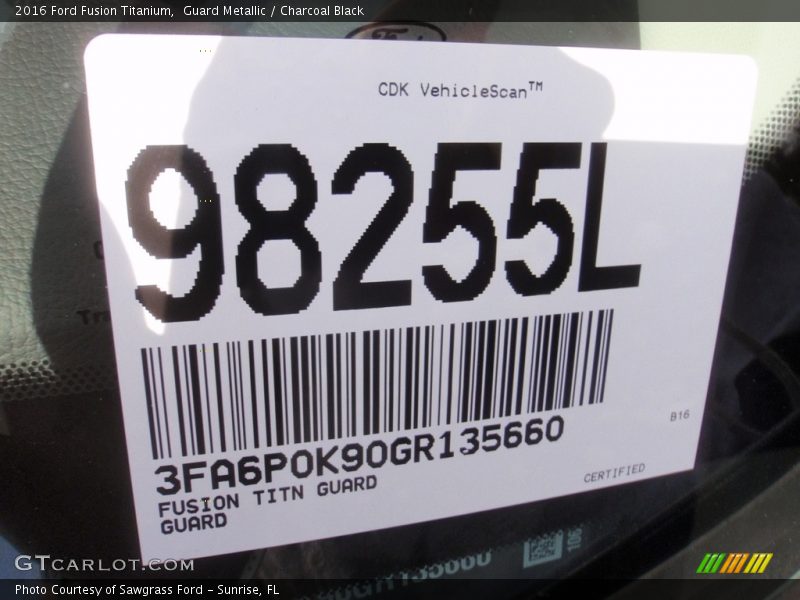 2016 Ford Fusion Titanium,  Guard Metallic / Charcoal Black
CDK VehicleScan™
98255L
3FA6P0K90GR135660
FUSION TITN GUARD
GUARD
B16
CERTIFIED
GTCARLOT.COM
Photo Courtesy of Sawgrass Ford - Sunrise, FL